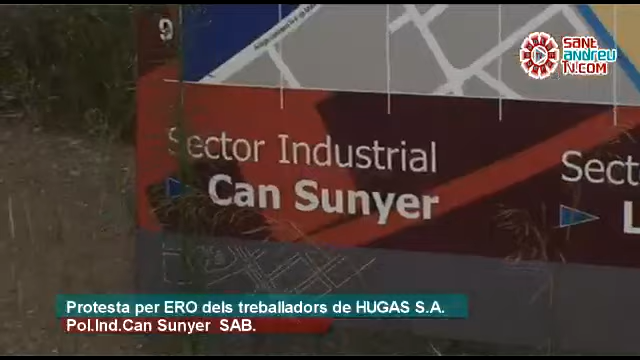 9
SANT
ANDREU
TV.COM
Sector Industrial
Can Sunyer
Sect
L
Protesta per ERO dels treballadors de HUGAS S.A.
Pol.Ind.Can Sunyer SAB.